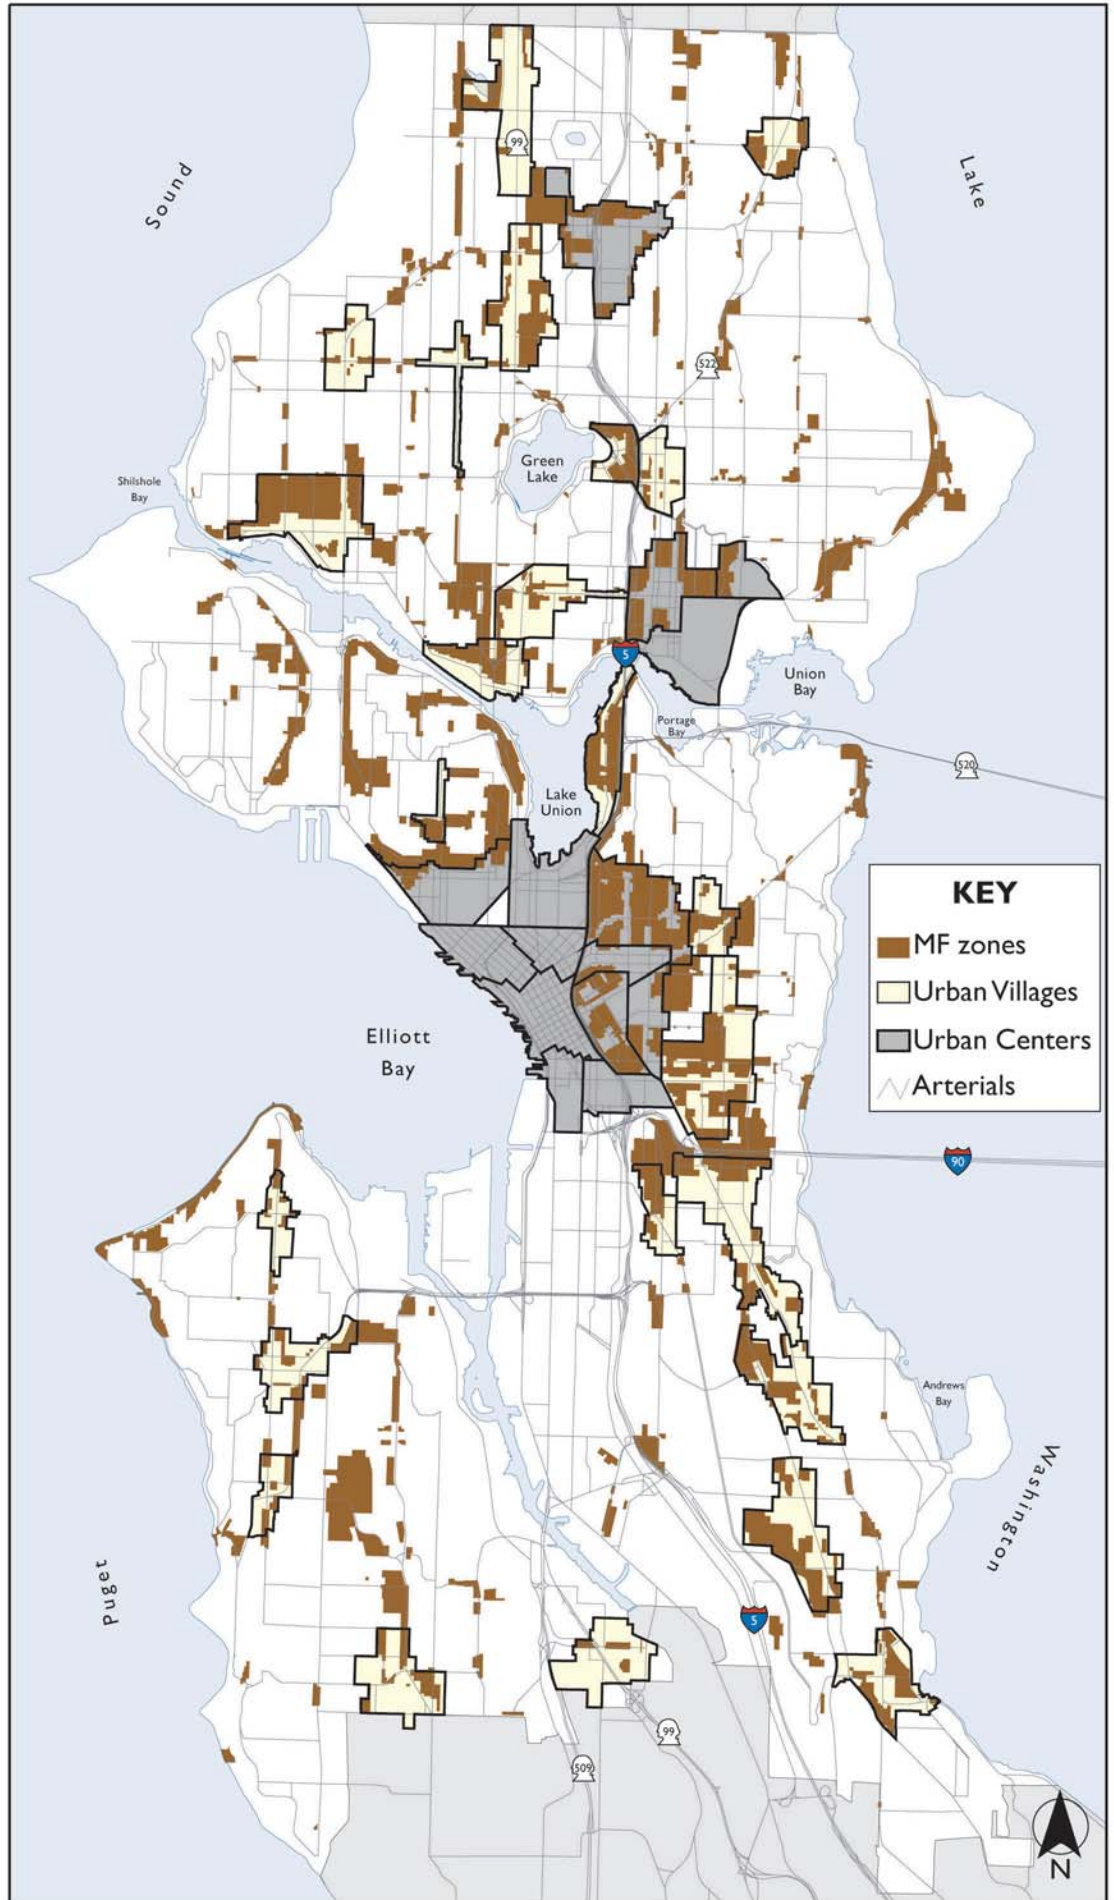 99
Sound
Lake
522
Green
Lake
Shilshole
Bay
5
Union
Bay
Portage
Bay
520
Lake
Union
KEY
MF zones
Urban Villages
Urban Centers
Arterials
Elliott
Bay
90
Andrews
Bay
Washington
Puget
5
99
509
N